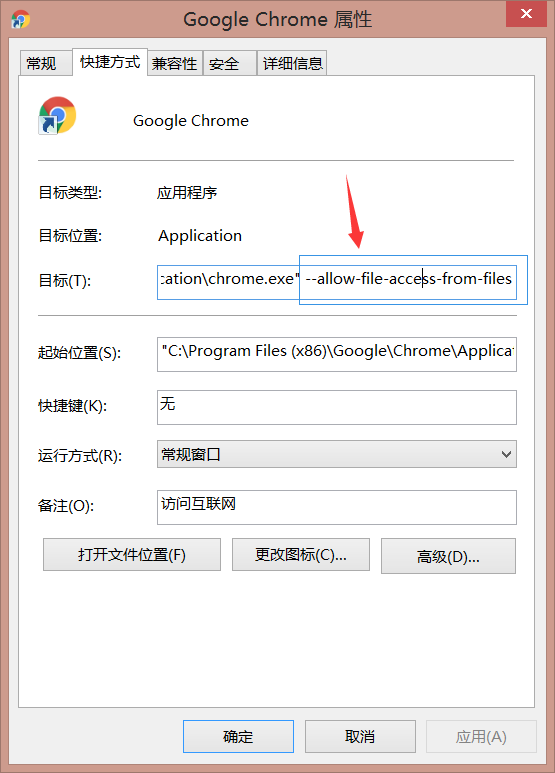 Google Chrome 属性
常规 快捷方式 兼容性 安全 详细信息
Google Chrome
目标类型: 应用程序
目标位置: Application
目标(T): cation\chrome.exe" --allow-file-access-from-files
起始位置(S): "C:\Program Files (x86)\Google\Chrome\Applicat
快捷键(K): 无
运行方式(R): 常规窗口
备注(O): 访问互联网
打开文件位置(F) 更改图标(C)... 高级(D)...
确定 取消 应用(A)